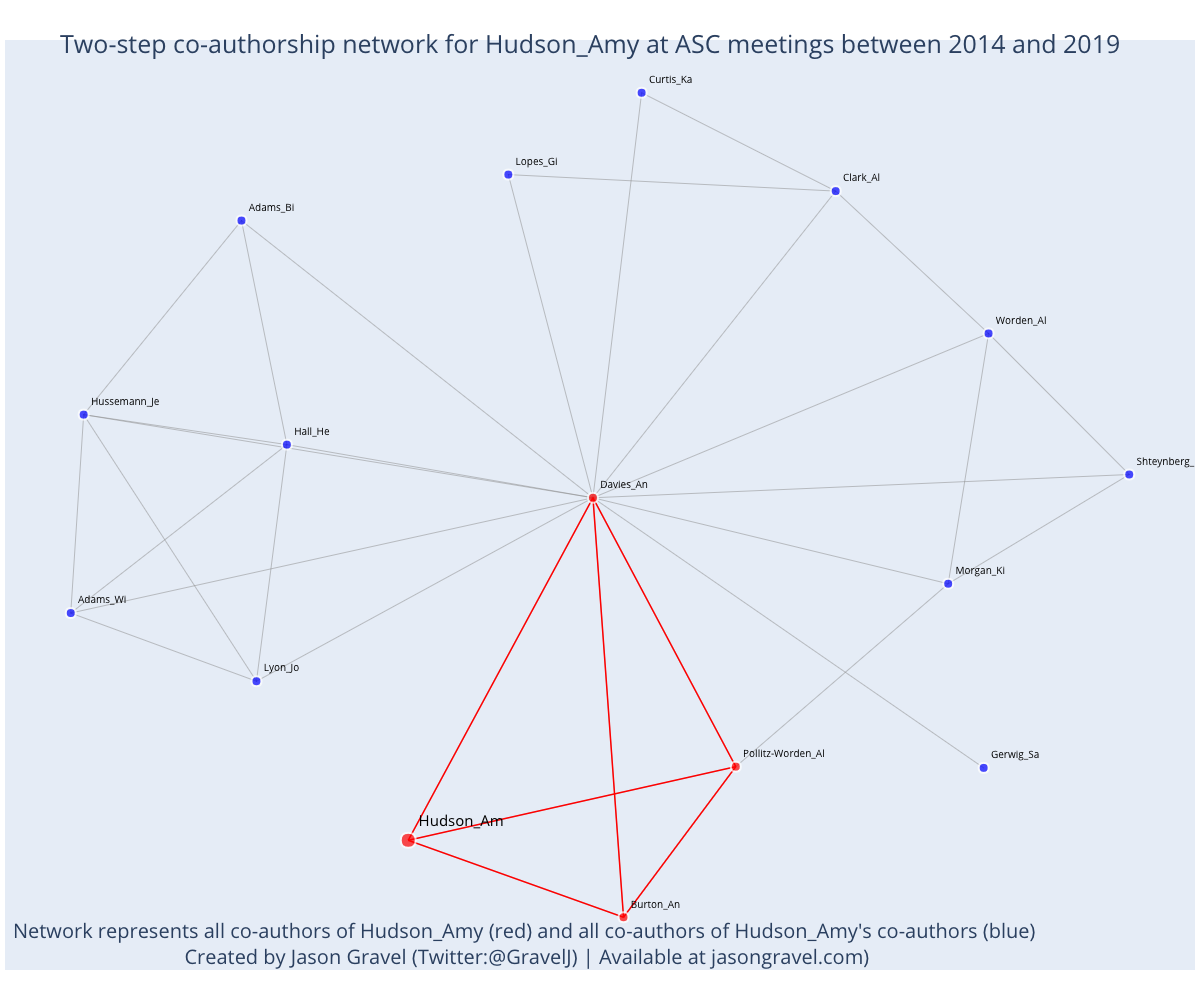 Two-step co-authorship network for Hudson_Amy at ASC meetings between 2014 and 2019
Curtis_Ka
Lopes_Gi
Clark_Al
Adams_Bi
Worden_Al
Hussemann_Je
Hall_He
Shteynberg_
Davies_An
Morgan_Ki
Adams_Wi
Lyon_Jo
Pollitz-Worden_Al
Gerwig_Sa
Hudson_Am
Burton_An
Network represents all co-authors of Hudson_Amy (red) and all co-authors of Hudson_Amy's co-authors (blue)
Created by Jason Gravel (Twitter:@GravelJ) | Available at jasongravel.com)